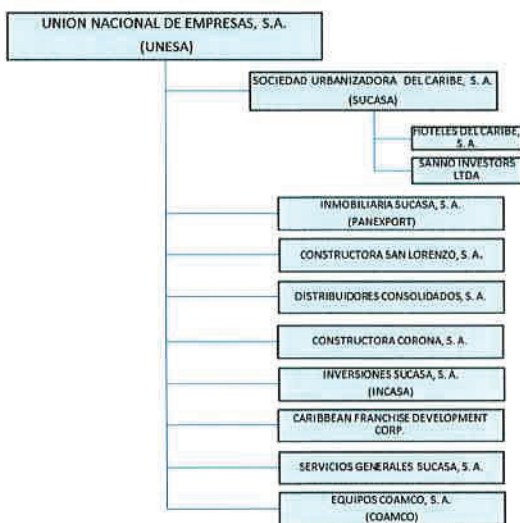 UNION NACIONAL DE EMPRESAS, S.A.
(UNESA)
SOCIEDAD URBANIZADORA DEL CARIBE, S. A.
(SUCASA)
HOTELES DEL CARIBE,
S. A.
SANNO INVESTORS
LTDA
INMOBILIARIA SUCASA, S. A.
(PANEXPORT)
CONSTRUCTORA SAN LORENZO, S. A.
DISTRIBUIDORES CONSOLIDADOS, S. A.
CONSTRUCTORA CORONA, S. A.
INVERSIONES SUCASA, S. A.
(INCASA)
CARIBBEAN FRANCHISE DEVELOPMENT
CORP.
SERVICIOS GENERALES SUCASA, S. A.
EQUIPOS COAMCO, S. A.
(COAMCO)